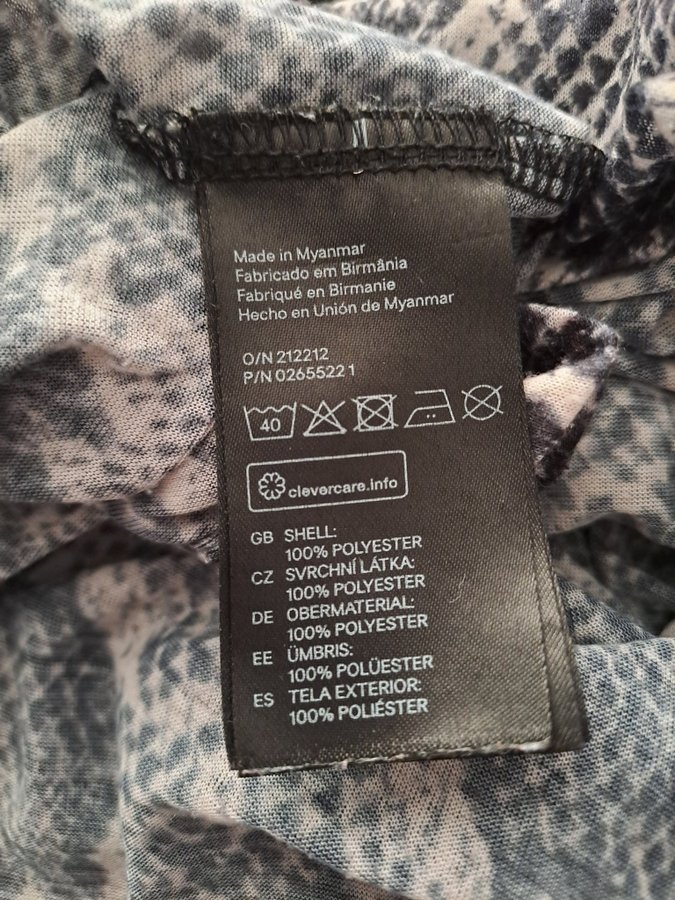 Made in Myanmar
Fabricado em Birmânia
Fabriqué en Birmanie
Hecho en Unión de Myanmar
O/N 212212
P/N 02655221
40
clevercare.info
GB SHELL:
100% POLYESTER
CZ SVRCHNÍ LÁTKA:
100% POLYESTER
DE OBERMATERIAL:
100% POLYESTER
EE ÜMBRIS:
100% POLÜESTER
ES TELA EXTERIOR:
100% POLIÉSTER